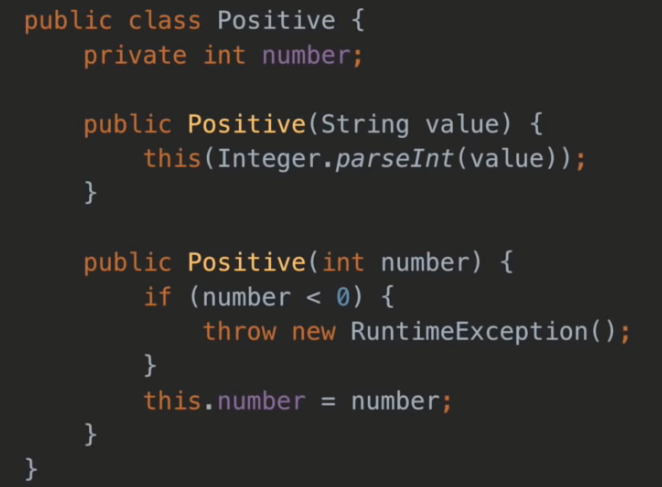 public class Positive {
    private int number;

    public Positive(String value) {
        this(Integer.parseInt(value));
    }

    public Positive(int number) {
        if (number < 0) {
            throw new RuntimeException();
        }
        this.number = number;
    }
}